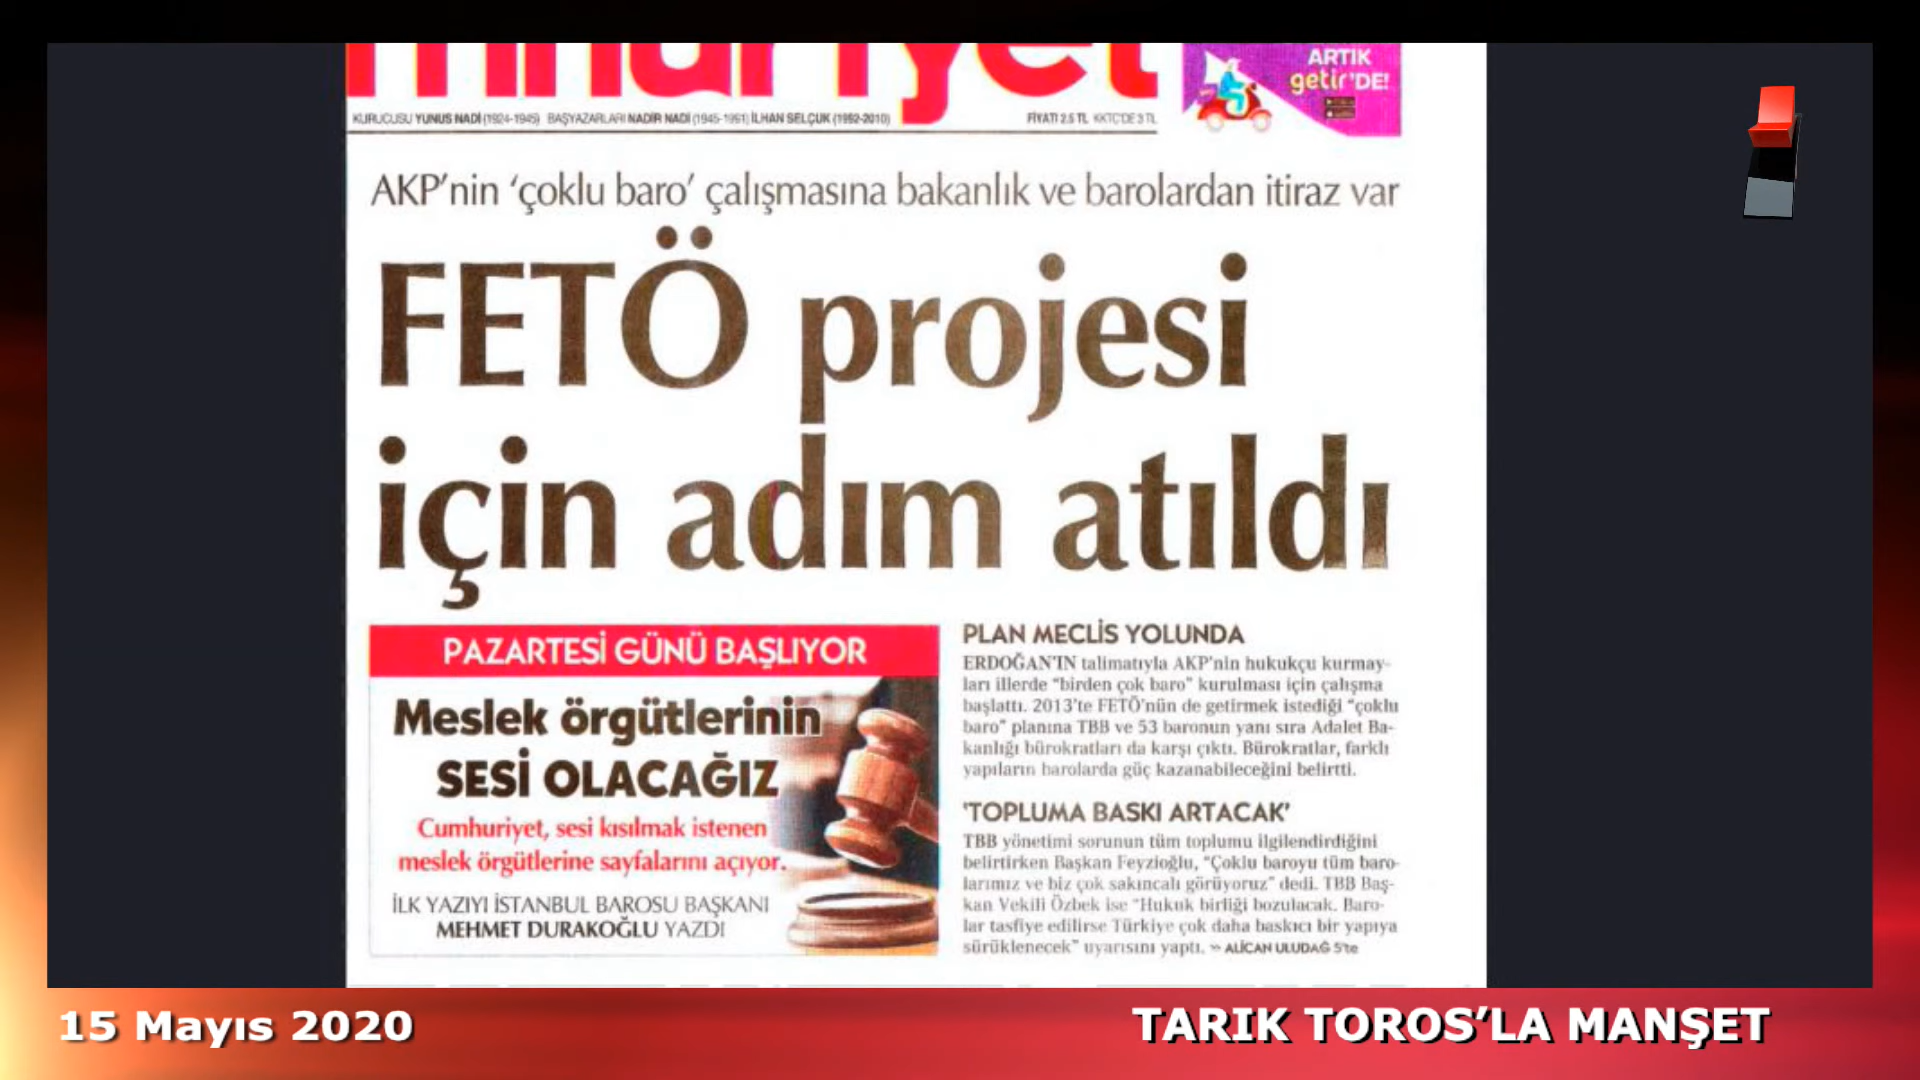 mhuriyet
ARTIK
getir'DE!
KURUCUSU YUNUS NADİ (1924-1945) BAŞYAZARLARI NADİR NADİ (1945-1991) İLHAN SELÇUK (1992-2010)
FİYATI 2.5 TL KKTC'DE 3 TL
AKP'nin 'çoklu baro' çalışmasına bakanlık ve barolardan itiraz var
FETÖ projesi
için adım atıldı
PAZARTESİ GÜNÜ BAŞLIYOR
Meslek örgütlerinin
SESİ OLACAĞIZ
Cumhuriyet, sesi kısılmak istenen
meslek örgütlerine sayfalarını açıyor.
İLK YAZIYI İSTANBUL BAROSU BAŞKANI
MEHMET DURAKOĞLU YAZDI
PLAN MECLİS YOLUNDA
ERDOĞAN'IN talimatıyla AKP'nin hukukçu kurmay-
ları illerde "birden çok baro" kurulması için çalışma
başlattı. 2013'te FETÖ'nün de getirmek istediği "çoklu
baro" planına TBB ve 53 baronun yanı sıra Adalet Ba-
kanlığı bürokratları da karşı çıktı. Bürokratlar, farklı
yapıların barolarda güç kazanabileceğini belirtti.
'TOPLUMA BASKI ARTACAK'
TBB yönetimi sorunun tüm toplumu ilgilendirdiğini
belirtirken Başkan Feyzioğlu, "Çoklu baroyu tüm baro-
larımız ve biz çok sakıncalı görüyoruz" dedi. TBB Baş-
kan Vekili Özbek ise "Hukuk birliği bozulacak. Baro-
lar tasfiye edilirse Türkiye çok daha baskıcı bir yapıya
sürüklenecek" uyarısını yaptı. » ALİCAN ULUDAĞ 5'te
15 Mayıs 2020
TARIK TOROS'LA MANŞET